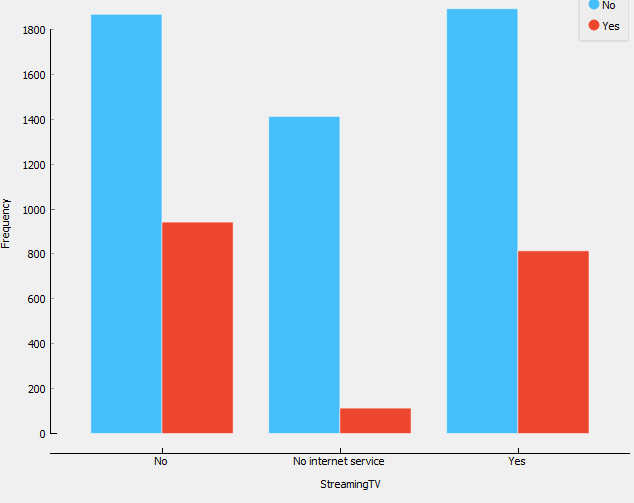 No
Yes
1800
1600
1400
1200
1000
800
600
400
200
0
Frequency
No
No internet service
Yes
StreamingTV